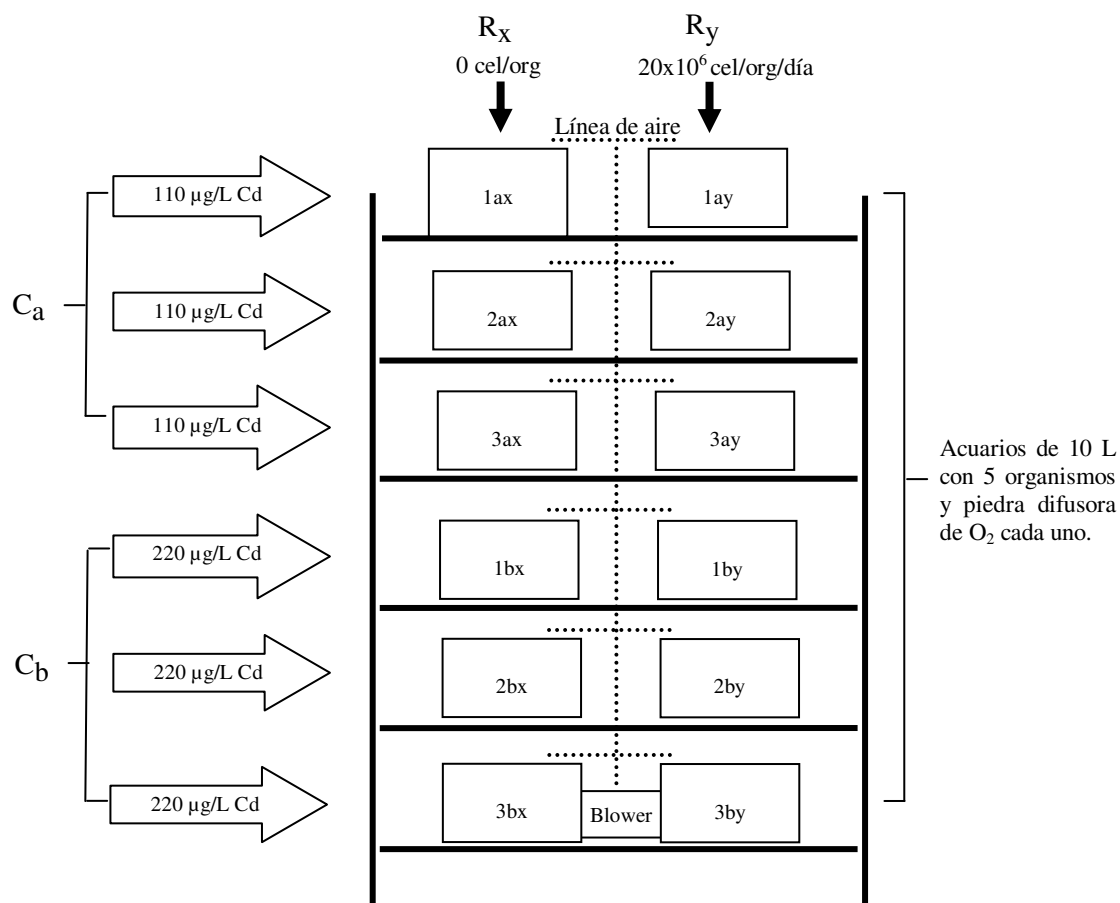 Rx
0 cel/org
Ry
20x10⁶ cel/org/día
Línea de aire
Ca
110 µg/L Cd
1ax
1ay
110 µg/L Cd
2ax
2ay
110 µg/L Cd
3ax
3ay
Cb
220 µg/L Cd
1bx
1by
220 µg/L Cd
2bx
2by
220 µg/L Cd
3bx
Blower
3by
Acuarios de 10 L
con 5 organismos
y piedra difusora
de O₂ cada uno.